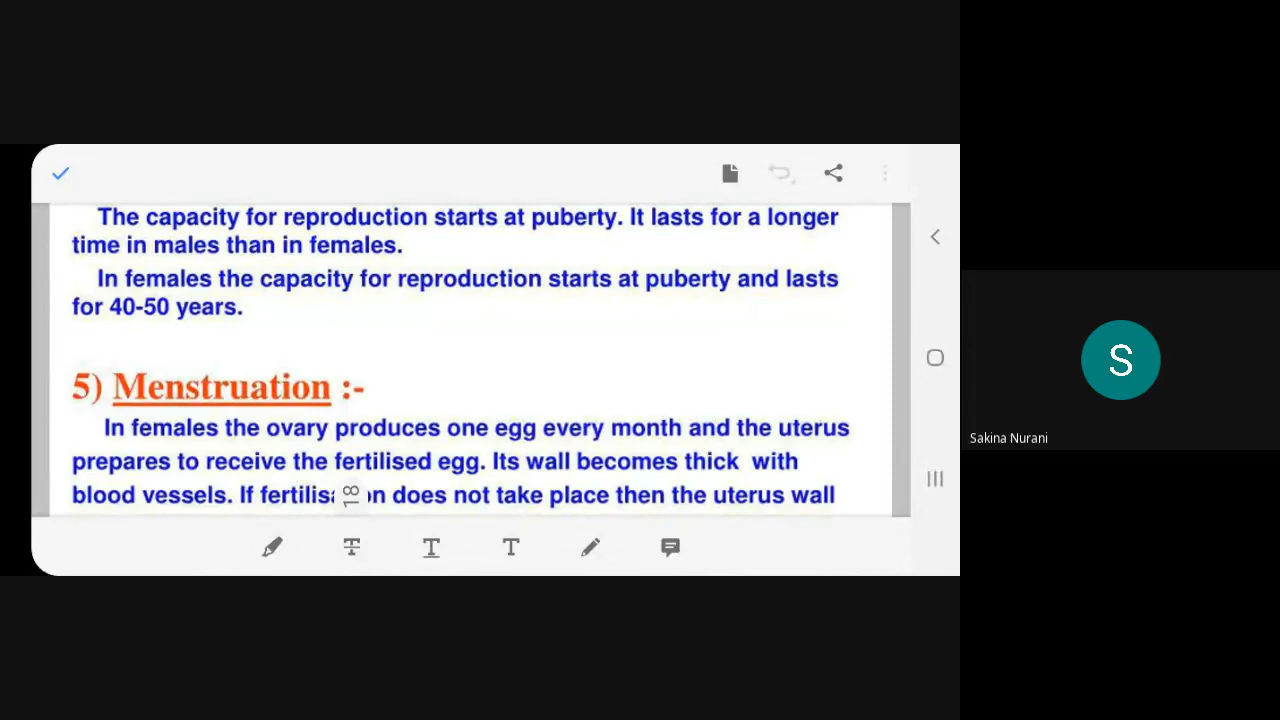 The capacity for reproduction starts at puberty. It lasts for a longer
time in males than in females.
In females the capacity for reproduction starts at puberty and lasts
for 40-50 years.
5) Menstruation :-
In females the ovary produces one egg every month and the uterus
prepares to receive the fertilised egg. Its wall becomes thick with
blood vessels. If does not take place then the uterus wall
18
S
Sakina Nurani